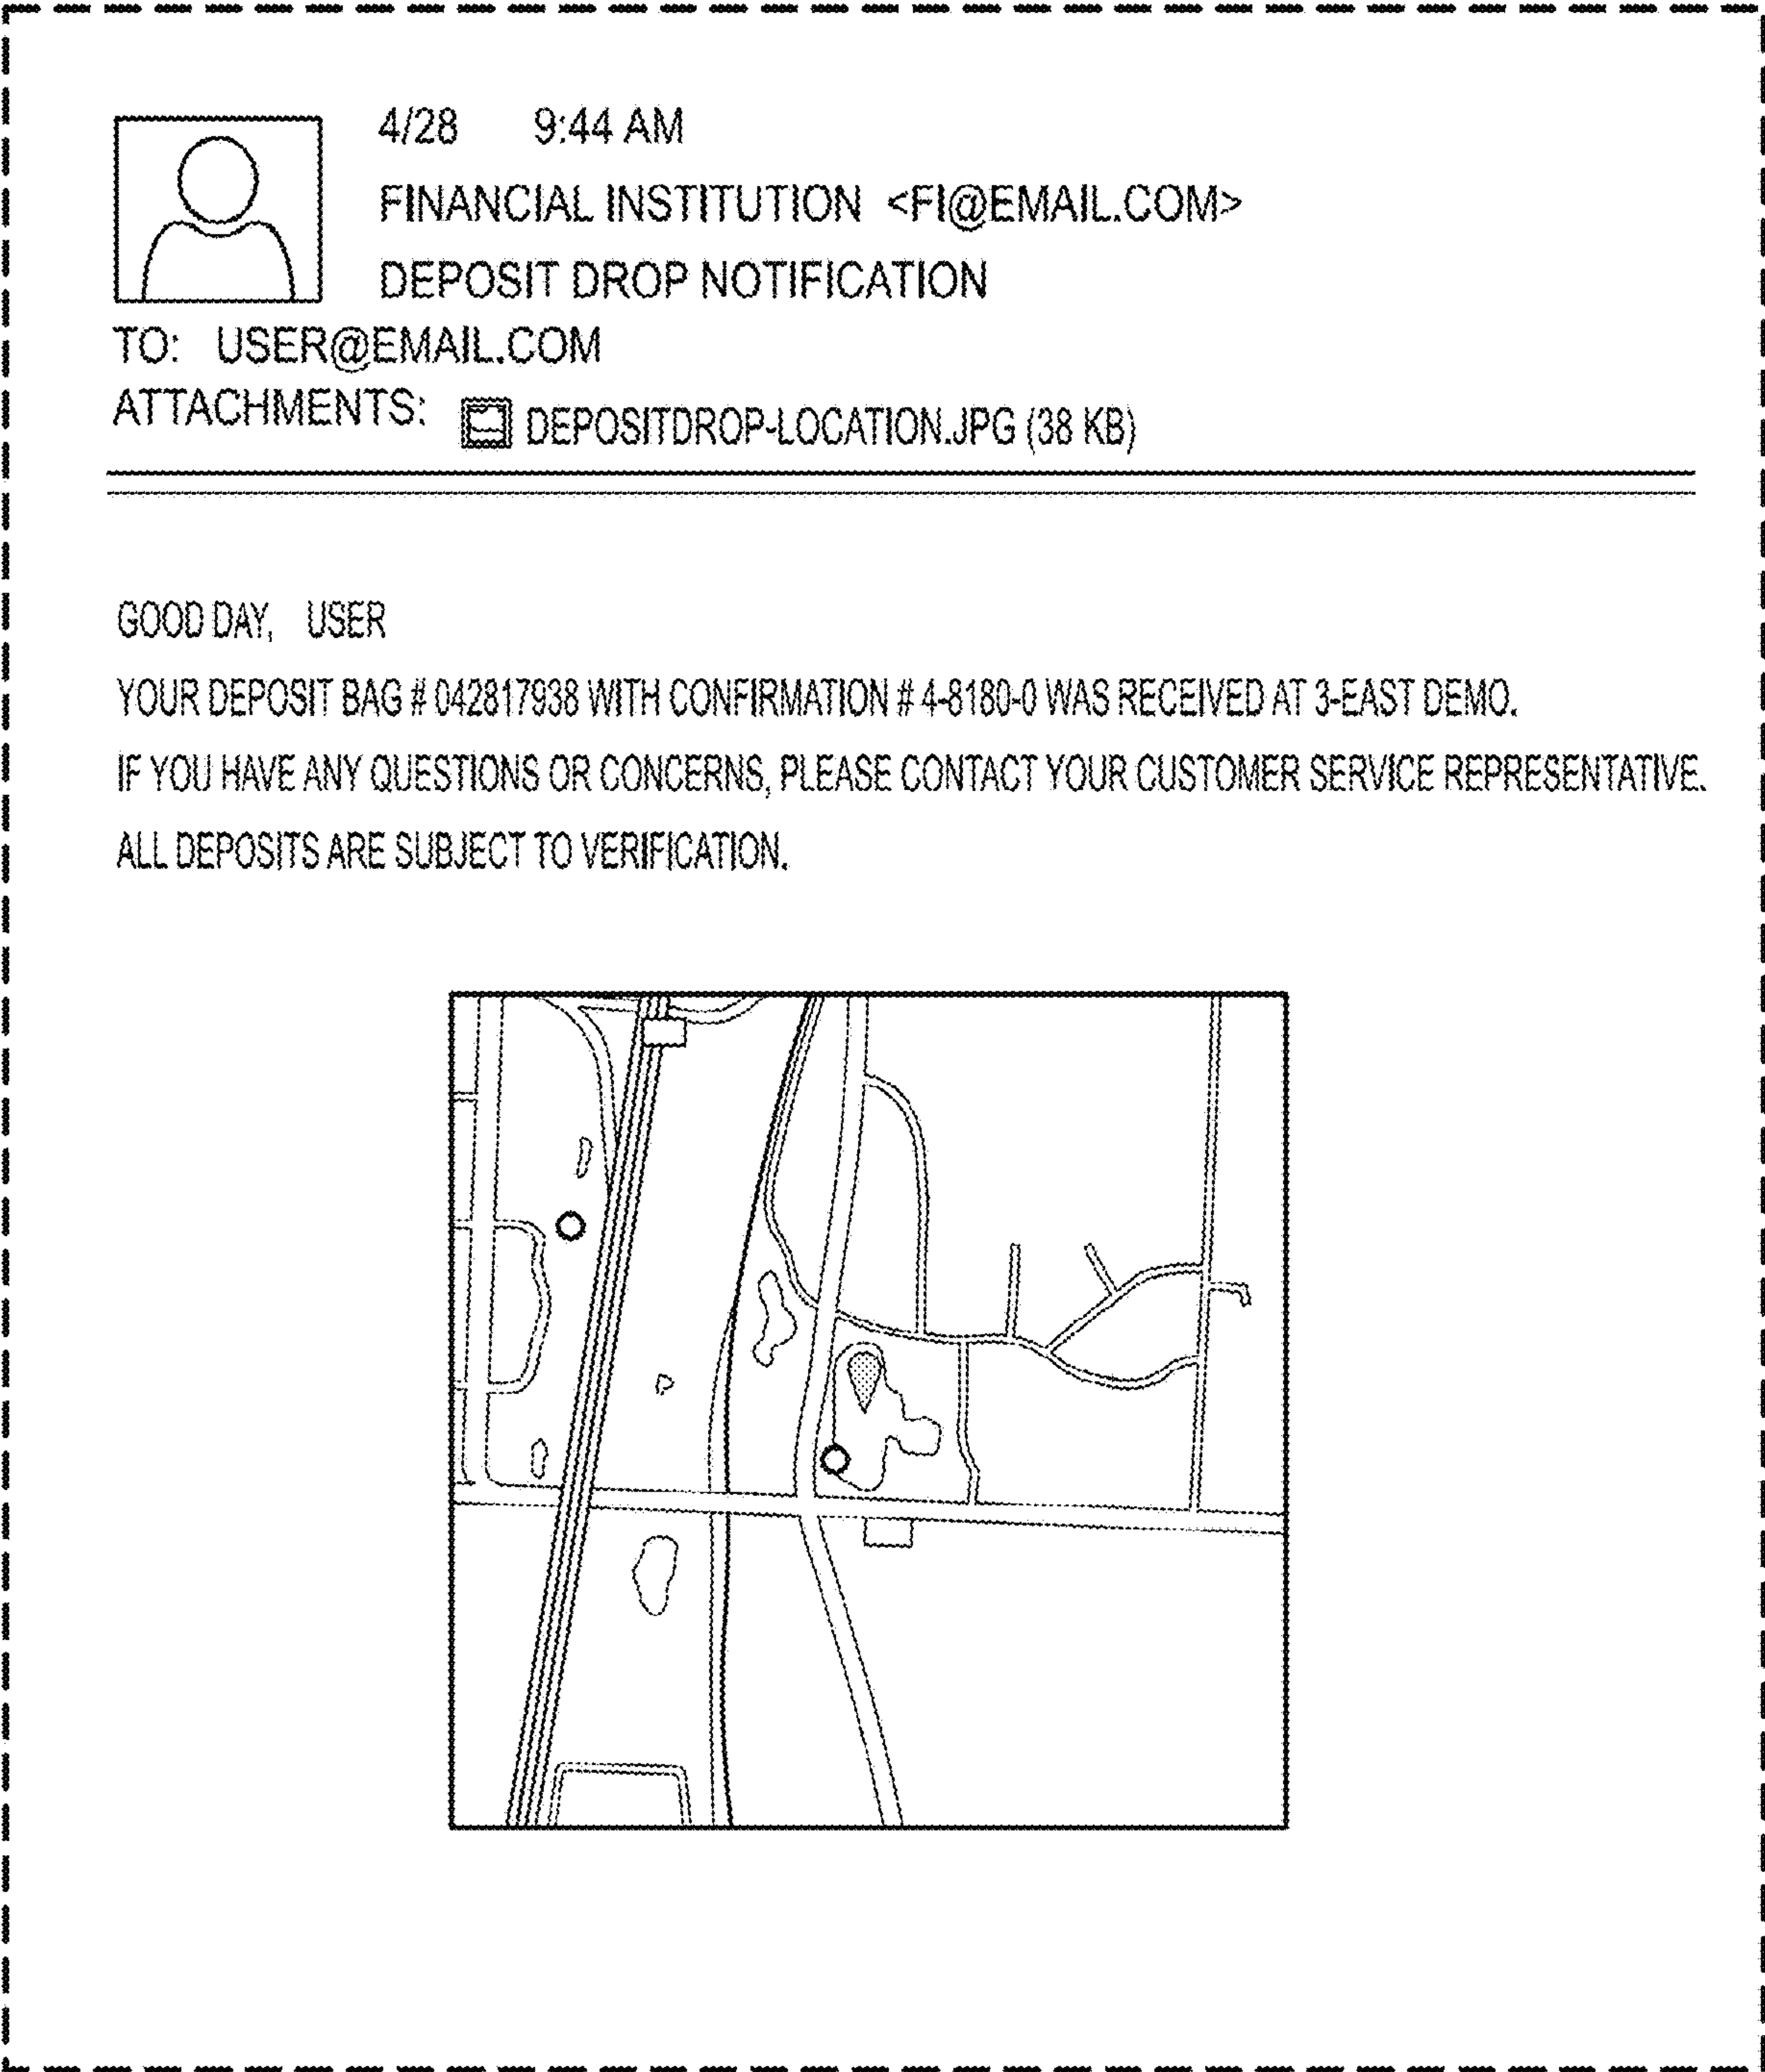 4/28 9:44 AM
FINANCIAL INSTITUTION <FI@EMAIL.COM>
DEPOSIT DROP NOTIFICATION
TO: USER@EMAIL.COM
ATTACHMENTS: DEPOSITDROP-LOCATION.JPG (38 KB)
GOOD DAY, USER
YOUR DEPOSIT BAG # 042817938 WITH CONFIRMATION # 4-8180-0 WAS RECEIVED AT 3-EAST DEMO.
IF YOU HAVE ANY QUESTIONS OR CONCERNS, PLEASE CONTACT YOUR CUSTOMER SERVICE REPRESENTATIVE.
ALL DEPOSITS ARE SUBJECT TO VERIFICATION.